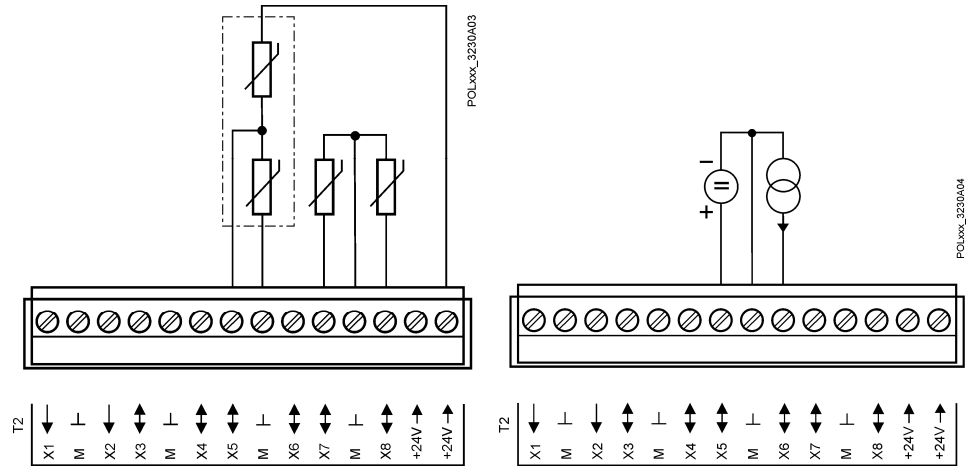 POLxxx_3230A03
T2 X1 M X2 X3 M X4 X5 M X6 X7 M X8 +24V +24V
POLxxx_3230A04
T2 X1 M X2 X3 M X4 X5 M X6 X7 M X8 +24V +24V